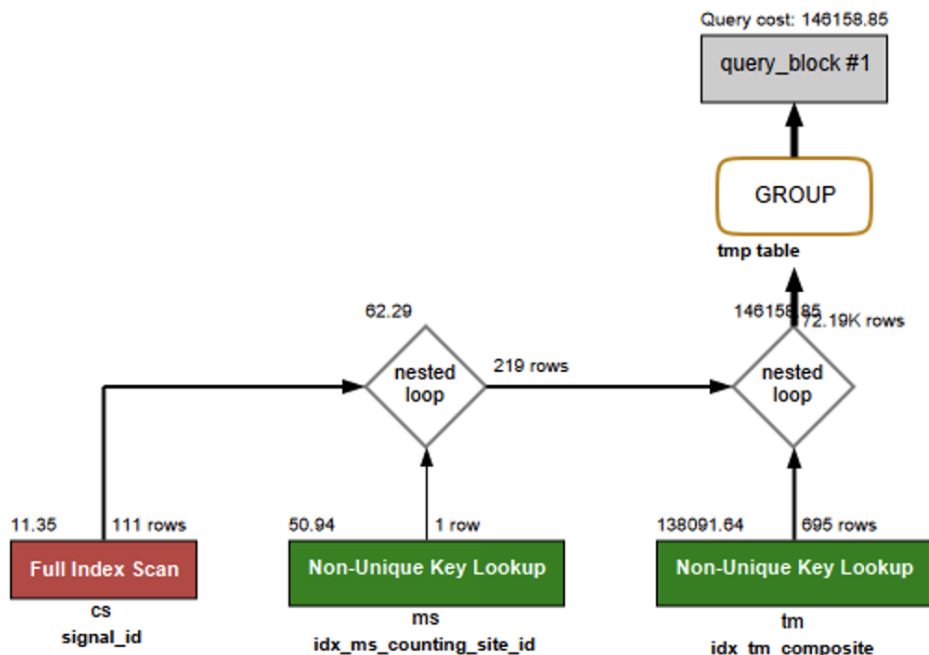 Query cost: 146158.85
query_block #1
GROUP
tmp table
62.29
146158.85
72.19K rows
nested
loop
219 rows
nested
loop
11.35
111 rows
50.94
1 row
138091.64
695 rows
Full Index Scan
Non-Unique Key Lookup
Non-Unique Key Lookup
cs
ms
tm
signal_id
idx_ms_counting_site_id
idx_tm_composite